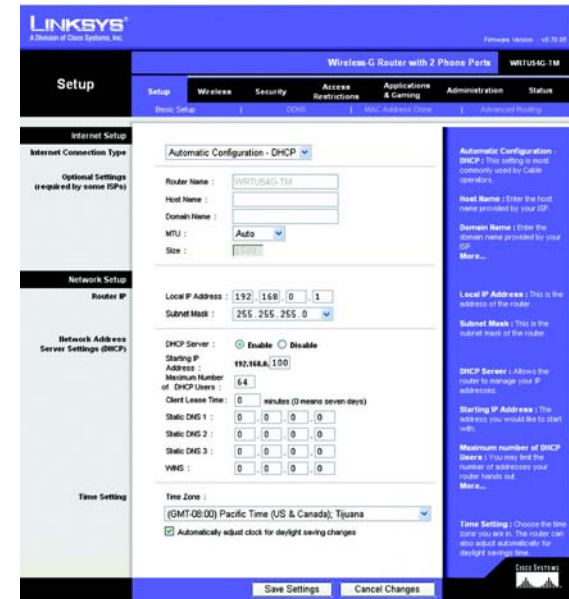 LINKSYS®
A Division of Cisco Systems, Inc.
Firmware Version : v0.70.05
Wireless-G Router with 2 Phone Ports WRTU54G-TM
Setup
Setup Wireless Security Access Restrictions Applications & Gaming Administration Status
Basic Setup | DDNS | MAC Address Clone | Advanced Routing
Internet Setup
Internet Connection Type
Automatic Configuration - DHCP
Optional Settings
(required by some ISPs)
Router Name : WRTU54G-TM
Host Name :
Domain Name :
MTU : Auto
Size : 1500
Network Setup
Router IP
Local IP Address : 192 . 168 . 0 . 1
Subnet Mask : 255.255.255.0
Network Address
Server Settings (DHCP)
DHCP Server : Enable Disable
Starting IP Address : 192.168.0. 100
Maximum Number of DHCP Users : 64
Client Lease Time : 0 minutes (0 means seven days)
Static DNS 1 : 0 . 0 . 0 . 0
Static DNS 2 : 0 . 0 . 0 . 0
Static DNS 3 : 0 . 0 . 0 . 0
WINS : 0 . 0 . 0 . 0
Time Setting
Time Zone :
(GMT-08:00) Pacific Time (US & Canada); Tijuana
Automatically adjust clock for daylight saving changes
Save Settings Cancel Changes
Automatic Configuration -
DHCP : This setting is most
commonly used by Cable
operators.
Host Name : Enter the host
name provided by your ISP.
Domain Name : Enter the
domain name provided by your
ISP.
More...
Local IP Address : This is the
address of the router.
Subnet Mask : This is the
subnet mask of the router.
DHCP Server : Allows the
router to manage your IP
addresses.
Starting IP Address : The
address you would like to start
with.
Maximum number of DHCP
Users : You may limit the
number of addresses your
router hands out.
More...
Time Setting : Choose the time
zone you are in. The router can
also adjust automatically for
daylight savings time.
CISCO SYSTEMS